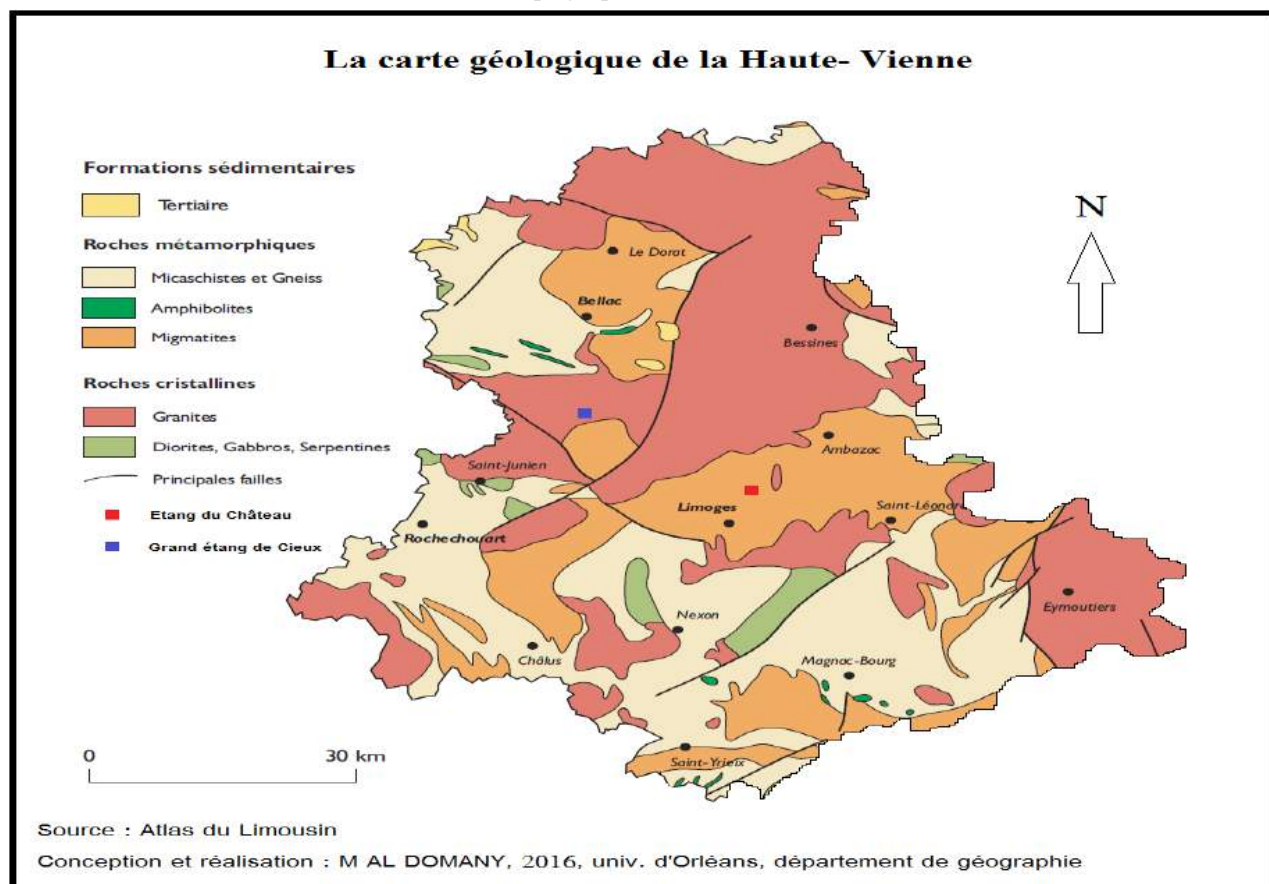 La carte géologique de la Haute- Vienne
Formations sédimentaires
Tertiaire
Roches métamorphiques
Micaschistes et Gneiss
Amphibolites
Migmatites
Roches cristallines
Granites
Diorites, Gabbros, Serpentines
Principales failles
Etang du Château
Grand étang de Cieux
N
Le Dorat
Bellac
Bessines
Ambazac
Saint-Junien
Limoges
Saint-Léonard
Rochechouart
Eymoutiers
Nexon
Châlus
Magnac-Bourg
Saint-Yrieix
0 30 km
Source : Atlas du Limousin
Conception et réalisation : M AL DOMANY, 2016, univ. d'Orléans, département de géographie